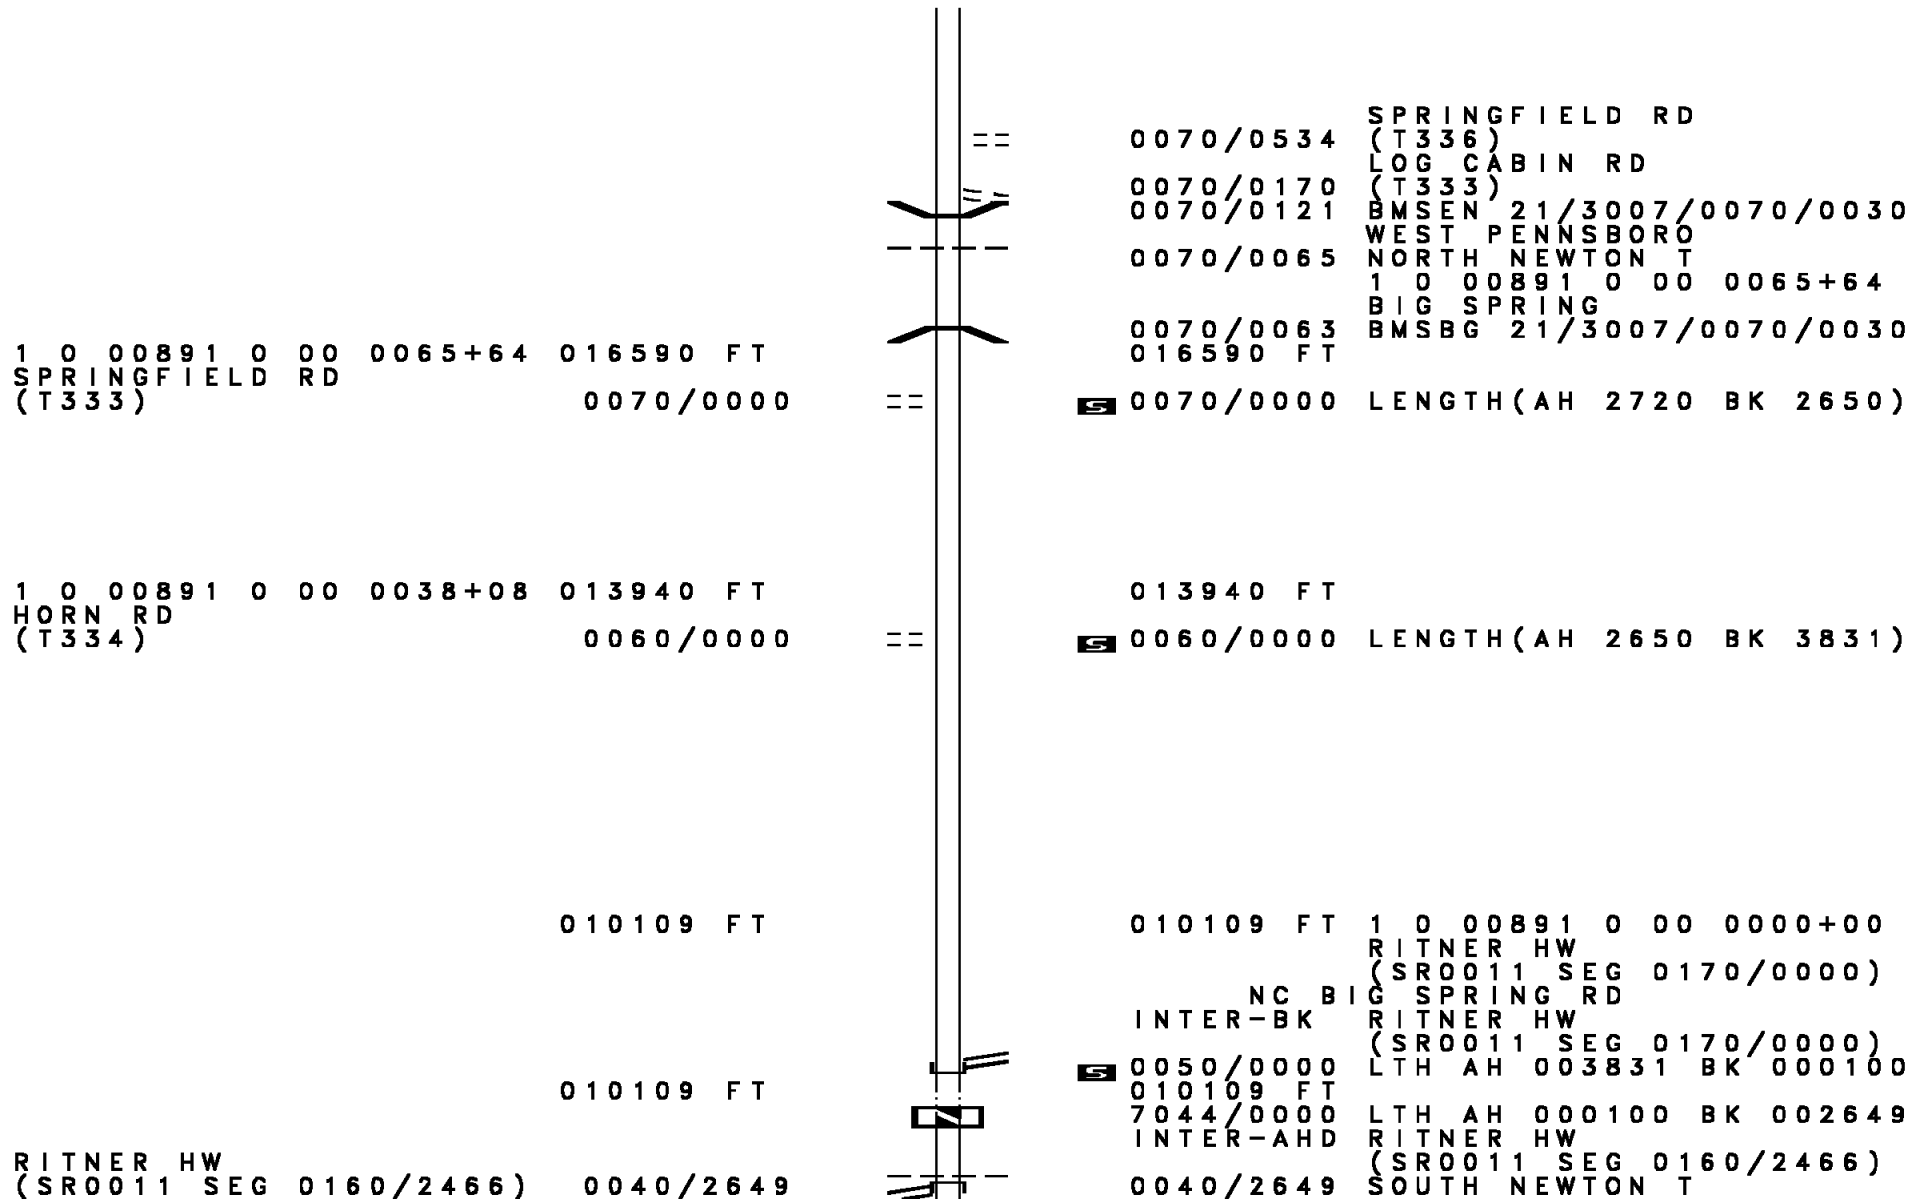 SPRINGFIELD RD
0070/0534 (T336)
LOG CABIN RD
0070/0170 (T333)
0070/0121 BMSEN 21/3007/0070/0030
WEST PENNSBORO
0070/0065 NORTH NEWTON T
1 0 00891 0 00 0065+64
BIG SPRING
0070/0063 BMSBG 21/3007/0070/0030
1 0 00891 0 00 0065+64 016590 FT 016590 FT
SPRINGFIELD RD
(T333) 0070/0000 S 0070/0000 LENGTH(AH 2720 BK 2650)
1 0 00891 0 00 0038+08 013940 FT 013940 FT
HORN RD
(T334) 0060/0000 S 0060/0000 LENGTH(AH 2650 BK 3831)
010109 FT 010109 FT 1 0 00891 0 00 0000+00
RITNER HW
(SR0011 SEG 0170/0000)
NC BIG SPRING RD
INTER-BK RITNER HW
(SR0011 SEG 0170/0000)
S 0050/0000 LTH AH 003831 BK 000100
010109 FT 010109 FT
7044/0000 LTH AH 000100 BK 002649
INTER-AHD RITNER HW
RITNER HW (SR0011 SEG 0160/2466)
(SR0011 SEG 0160/2466) 0040/2649 0040/2649 SOUTH NEWTON T